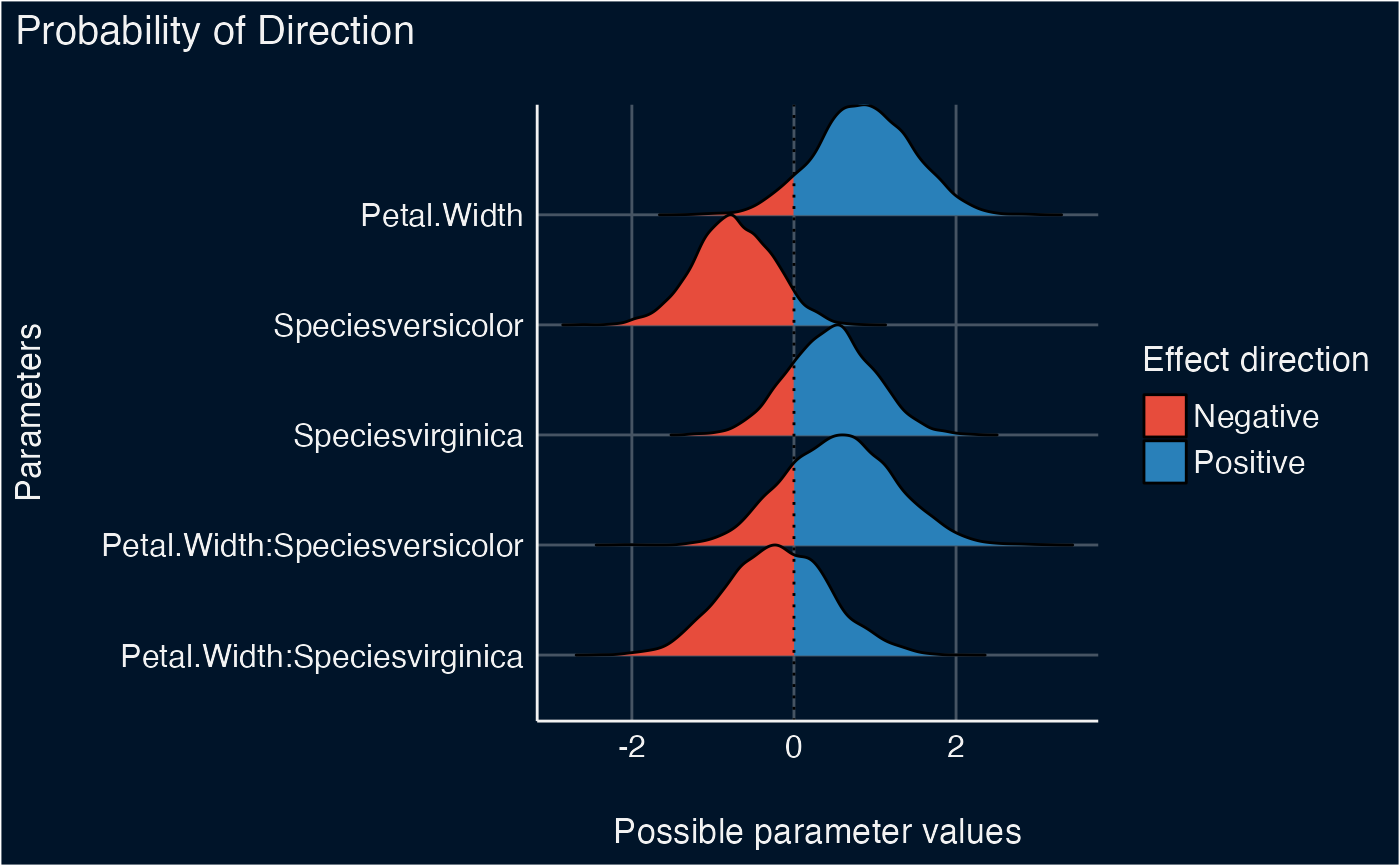 Probability of Direction
Petal.Width
Speciesversicolor
Speciesvirginica
Petal.Width:Speciesversicolor
Petal.Width:Speciesvirginica
Parameters
-2 0 2
Possible parameter values
Effect direction
Negative
Positive